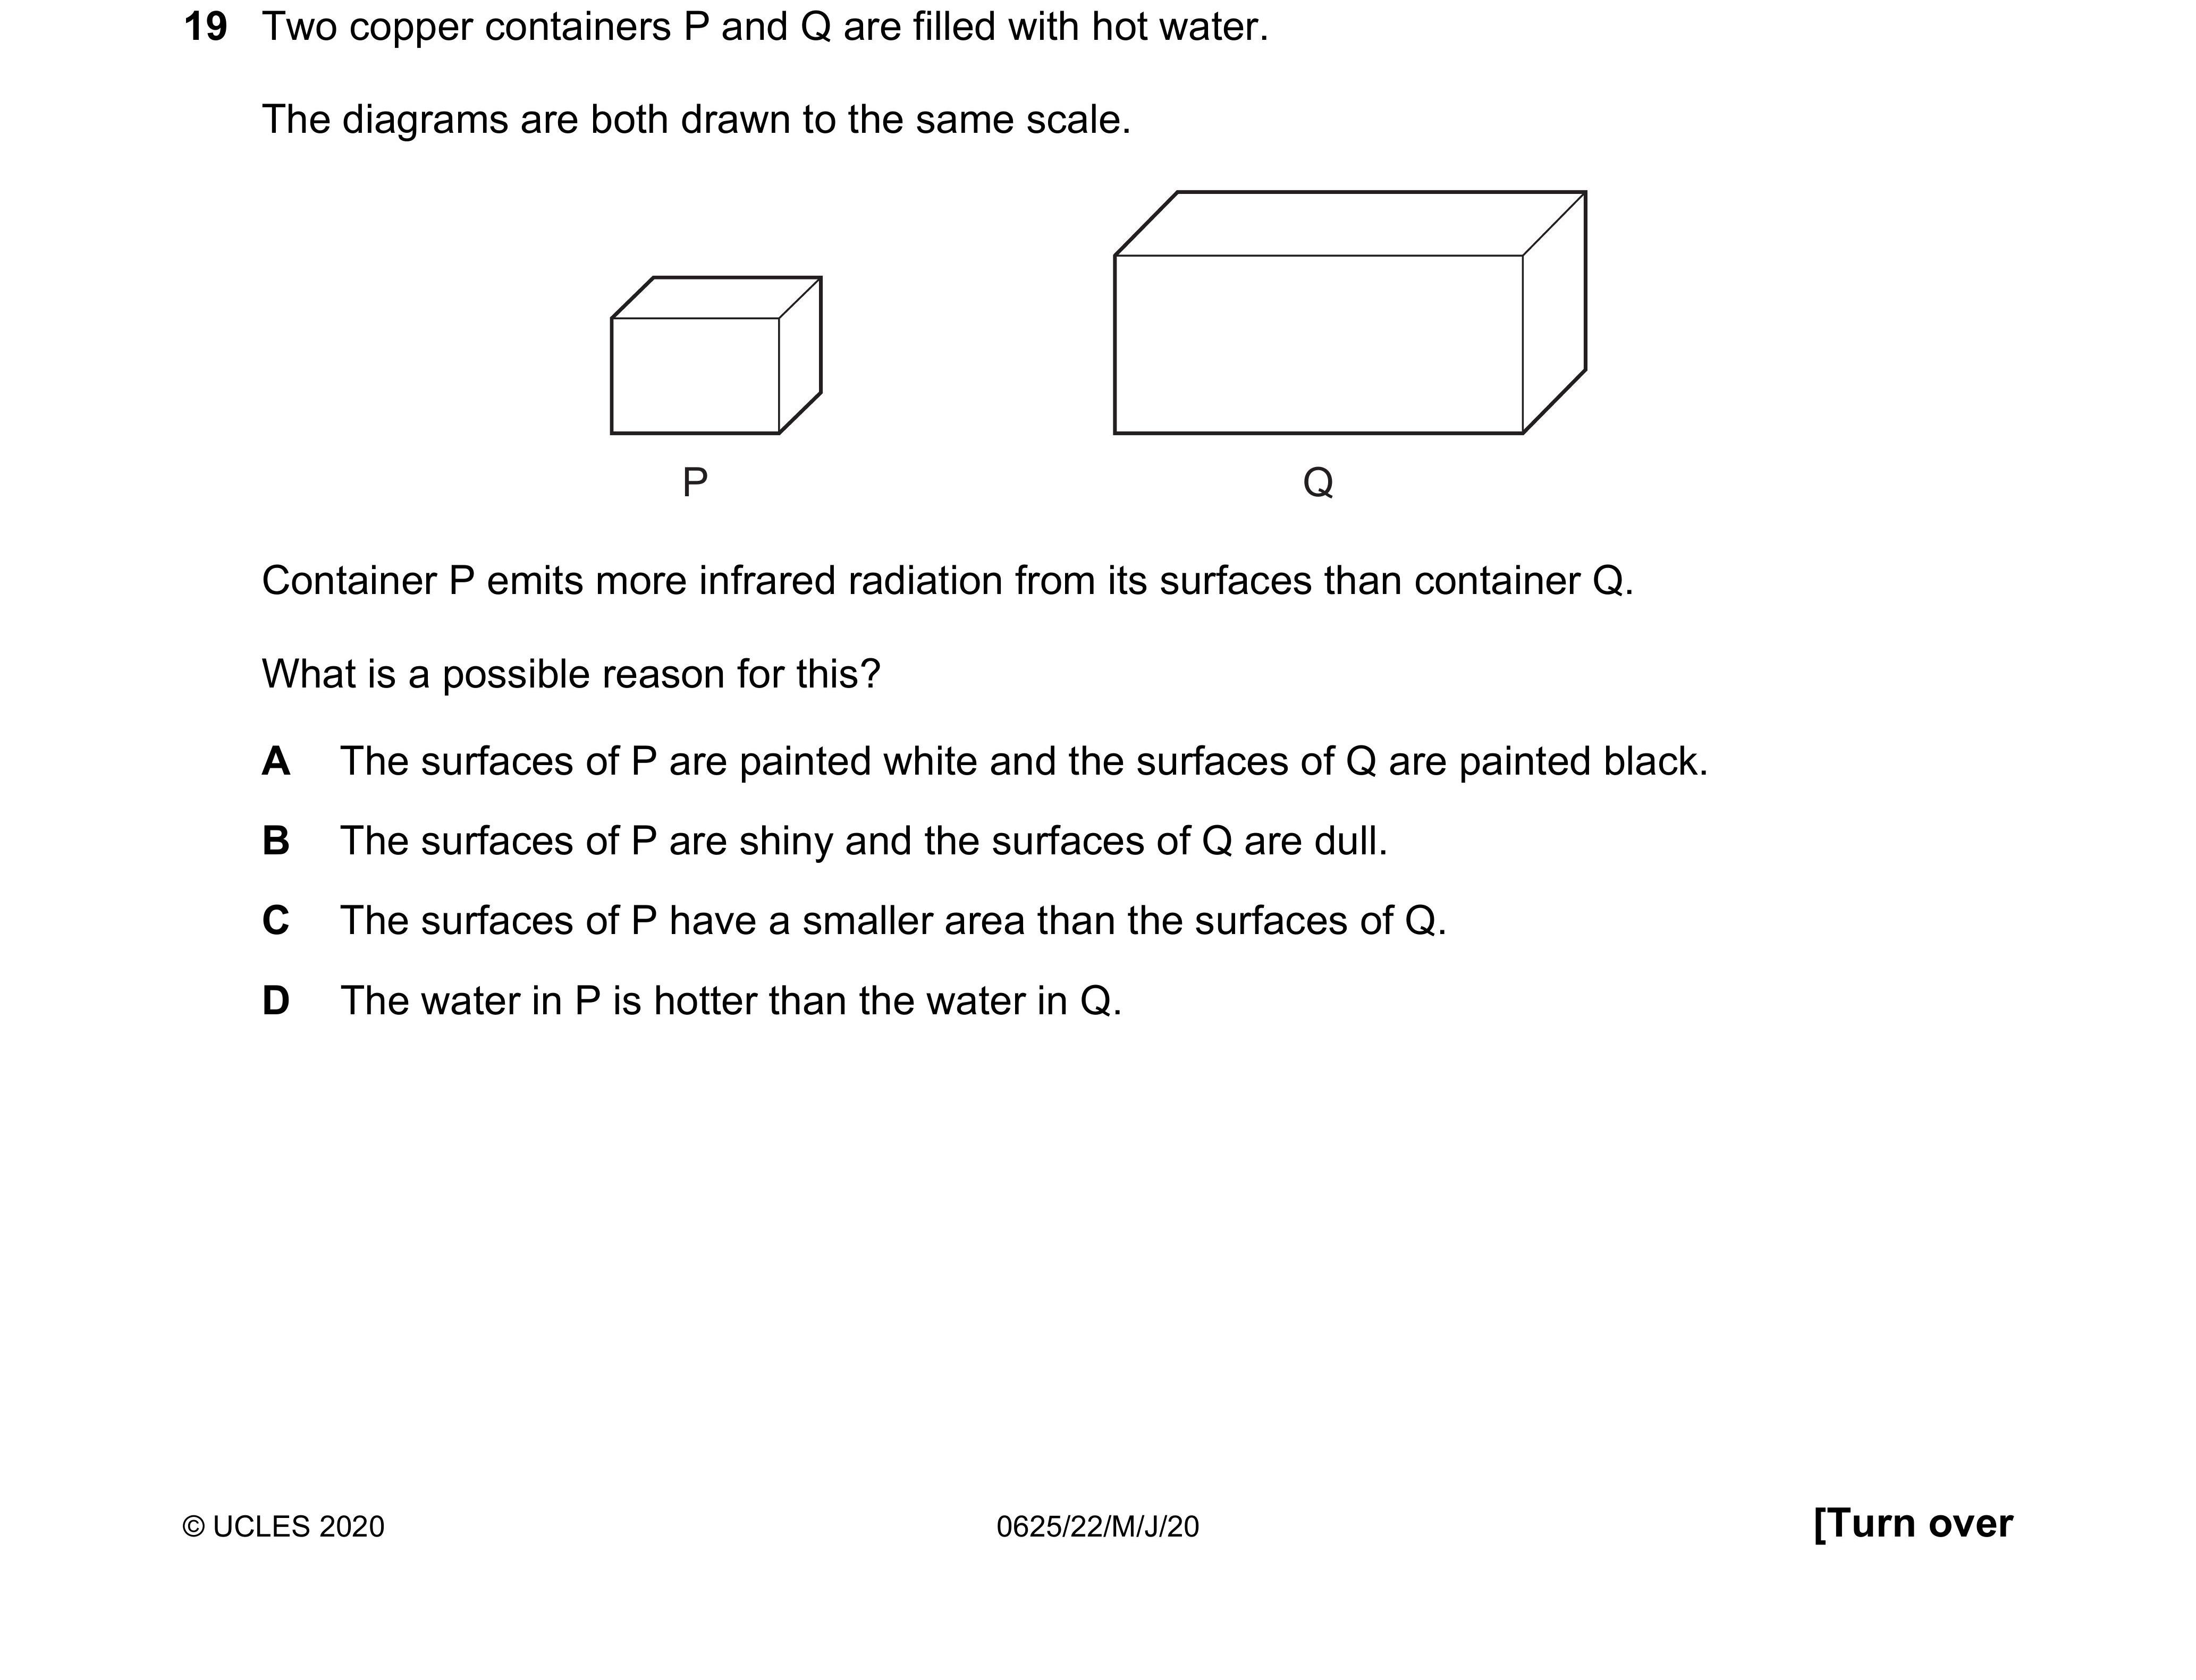 19 Two copper containers P and Q are filled with hot water.
The diagrams are both drawn to the same scale.
P Q
Container P emits more infrared radiation from its surfaces than container Q.
What is a possible reason for this?
A The surfaces of P are painted white and the surfaces of Q are painted black.
B The surfaces of P are shiny and the surfaces of Q are dull.
C The surfaces of P have a smaller area than the surfaces of Q.
D The water in P is hotter than the water in Q.
© UCLES 2020 0625/22/M/J/20 [Turn over